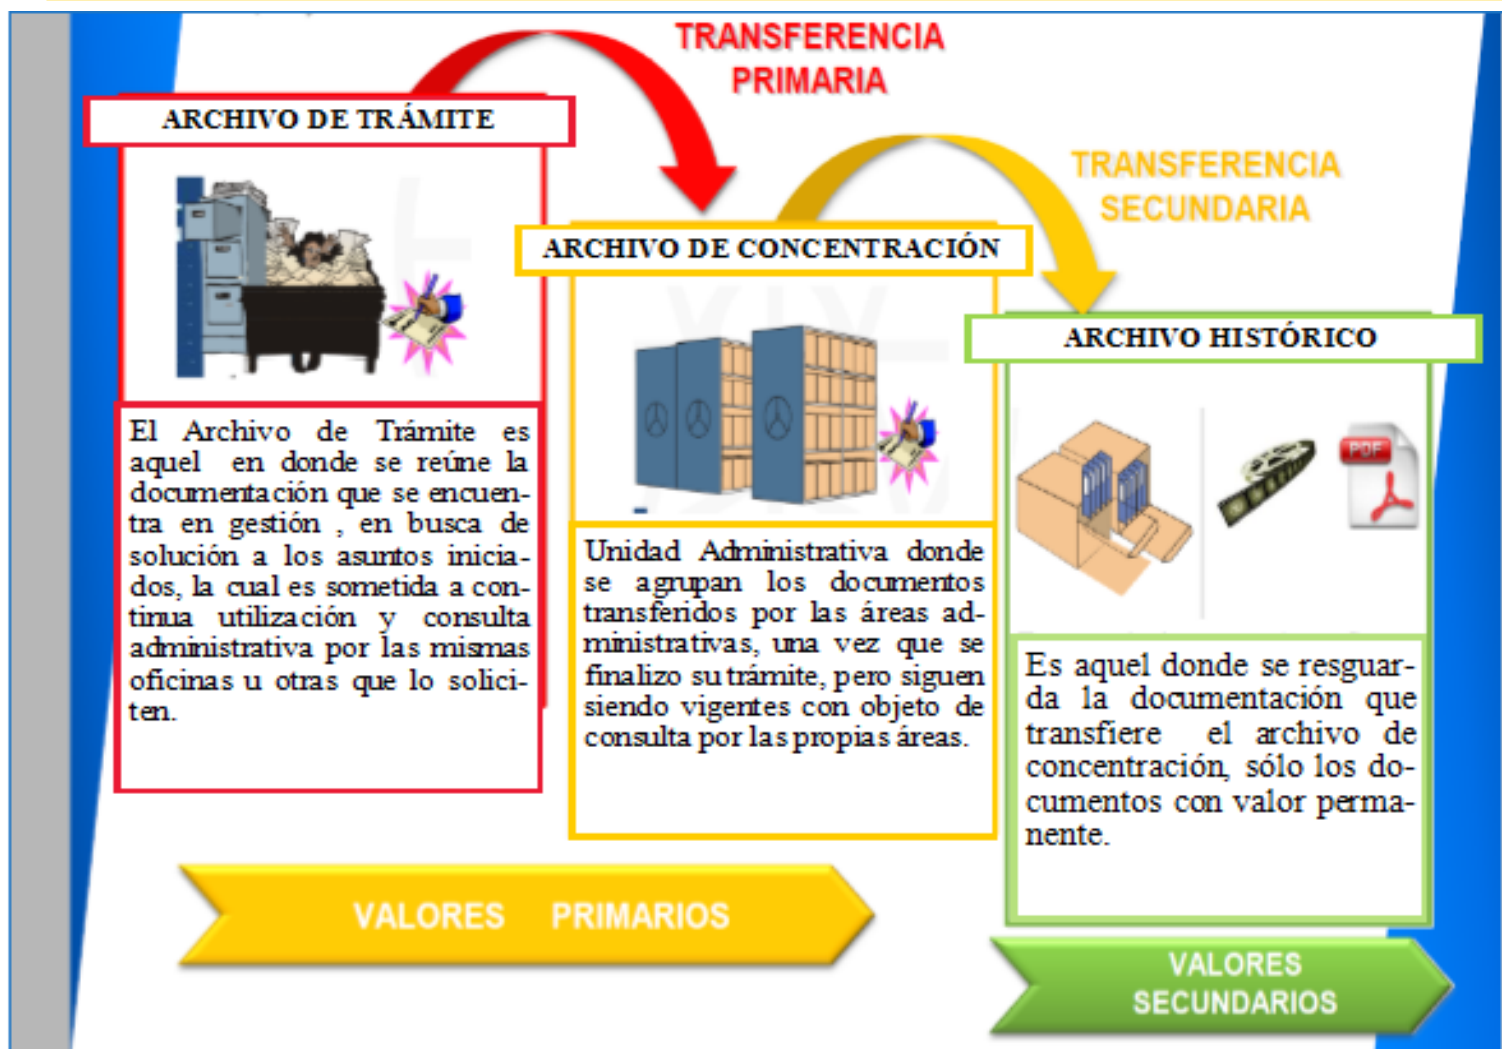 TRANSFERENCIA
PRIMARIA
ARCHIVO DE TRÁMITE
TRANSFERENCIA
SECUNDARIA
ARCHIVO DE CONCENTRACIÓN
ARCHIVO HISTÓRICO
PDF
El Archivo de Trámite es
aquel en donde se reúne la
documentación que se encuen-
tra en gestión , en busca de
solución a los asuntos inicia-
dos, la cual es sometida a con-
tinua utilización y consulta
administrativa por las mismas
oficinas u otras que lo solici-
ten.
Unidad Administrativa donde
se agrupan los documentos
transferidos por las áreas ad-
ministrativas, una vez que se
finalizo su trámite, pero siguen
siendo vigentes con objeto de
consulta por las propias áreas.
Es aquel donde se resguar-
da la documentación que
transfiere el archivo de
concentración, sólo los do-
cumentos con valor perma-
nente.
VALORES PRIMARIOS
VALORES
SECUNDARIOS